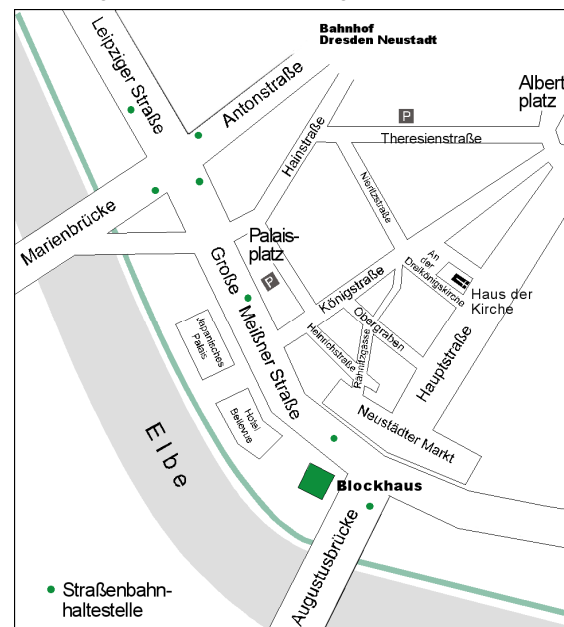 Bahnhof
Dresden Neustadt
Leipziger Straße
Antonstraße
Albert
platz
P
Theresienstraße
Hainstraße
Nieritzstraße
Marienbrücke
Palais-
platz
P
An
der
Dreikönigskirche
Haus der
Kirche
Königstraße
Große Meißner Straße
Obergraben
Heinrichstraße
Rähnitzgasse
Hauptstraße
Japanisches
Palais
Hotel
Bellevue
Neustädter Markt
Elbe
Blockhaus
Augustusbrücke
Straßenbahn-
haltestelle